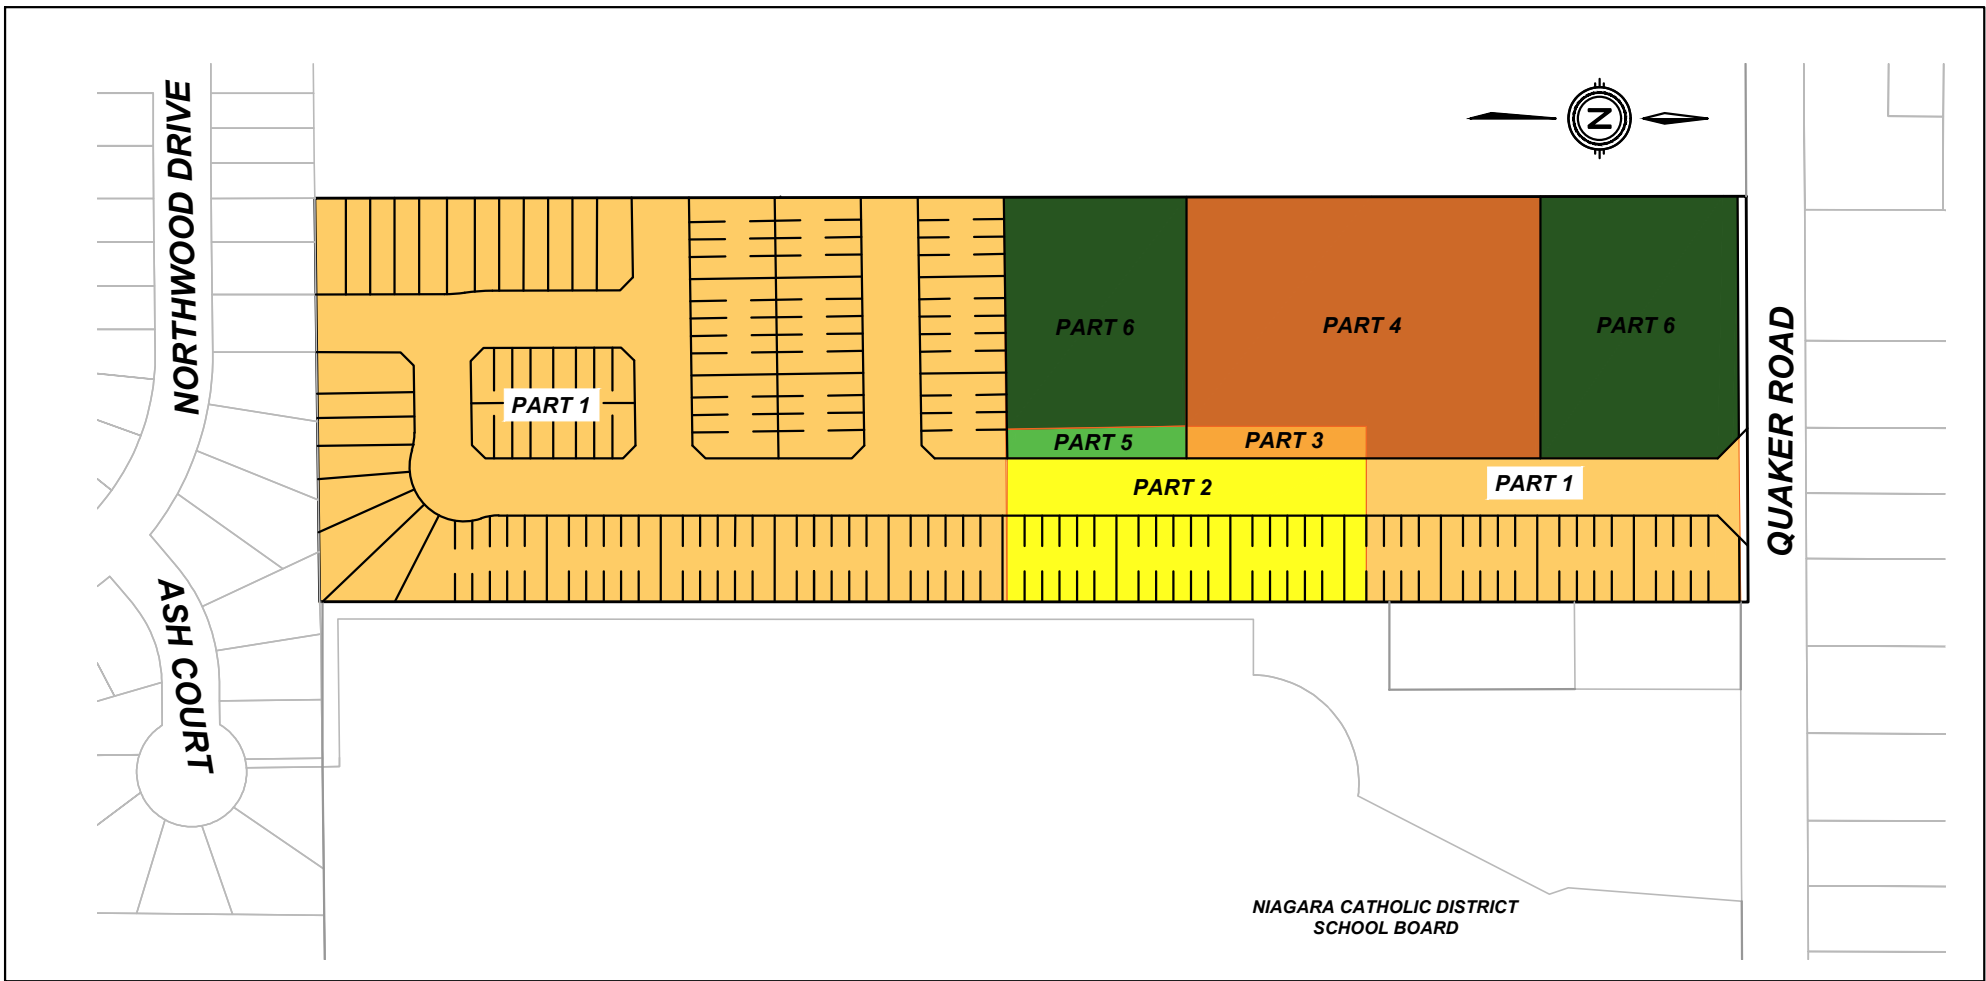 NORTHWOOD DRIVE
N
PART 6
PART 4
PART 6
QUAKER ROAD
PART 1
PART 5
PART 3
PART 2
PART 1
ASH COURT
NIAGARA CATHOLIC DISTRICT
SCHOOL BOARD